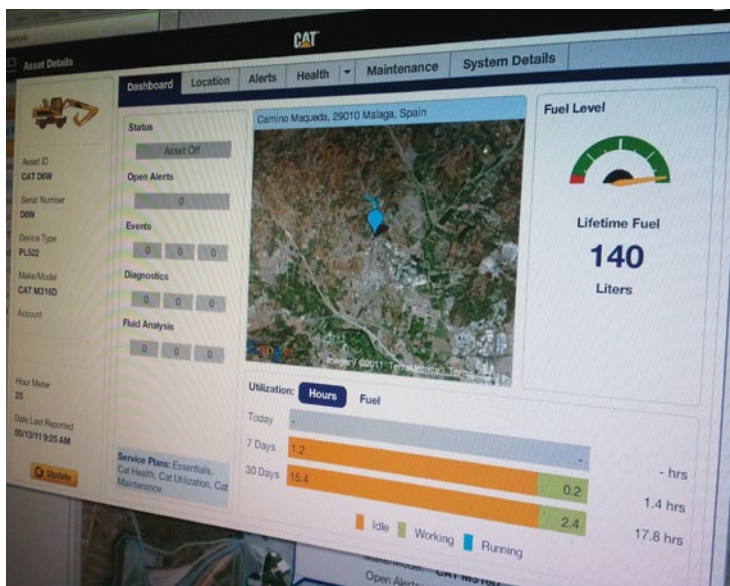 CAT
Asset Details
Asset ID
CAT D6W
Serial Number
D6W
Device Type
PL522
Make/Model
CAT M316D
Account
Hour Meter
25
Date Last Reported
05/13/11 9:25 AM
Update
Dashboard
Location
Alerts
Health
Maintenance
System Details
Status
Asset Off
Open Alerts
0
Events
0 0 0
Diagnostics
0 0 0
Fluid Analysis
0 0 0
Service Plans: Essentials,
Cat Health, Cat Utilization, Cat
Maintenance
Camino Maqueda, 29010 Malaga, Spain
Imagery ©2011 TerraMetrics
Fuel Level
Lifetime Fuel
140
Liters
Utilization: Hours Fuel
Today - - - hrs
7 Days 1.2 0.2 1.4 hrs
30 Days 15.4 2.4 17.8 hrs
Idle Working Running
CAT M316D
Open Alerts